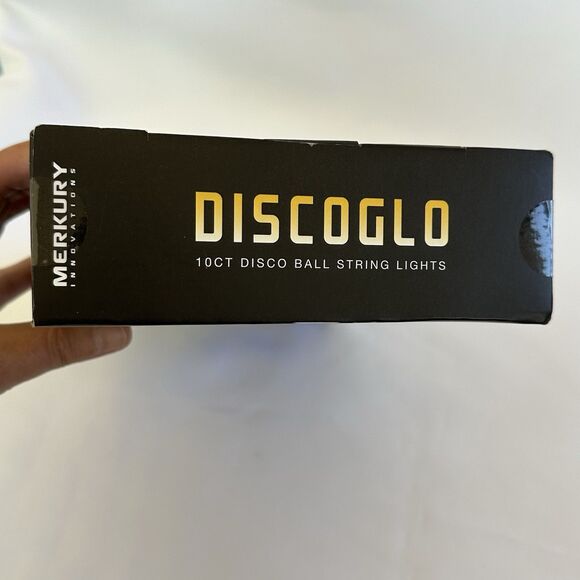 MERKURY
INNOVATIONS
DISCOGLO
10CT DISCO BALL STRING LIGHTS